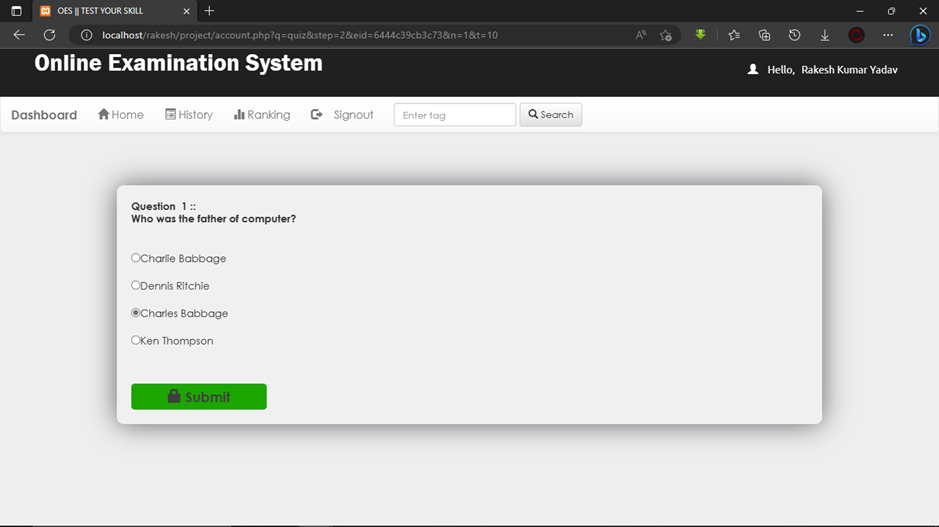 OES || TEST YOUR SKILL
localhost/rakesh/project/account.php?q=quiz&step=2&eid=6444c39cb3c73&n=1&t=10
Online Examination System
Hello, Rakesh Kumar Yadav
Dashboard Home History Ranking Signout Enter tag Search
Question 1 ::
Who was the father of computer?
Charlie Babbage
Dennis Ritchie
Charles Babbage
Ken Thompson
Submit